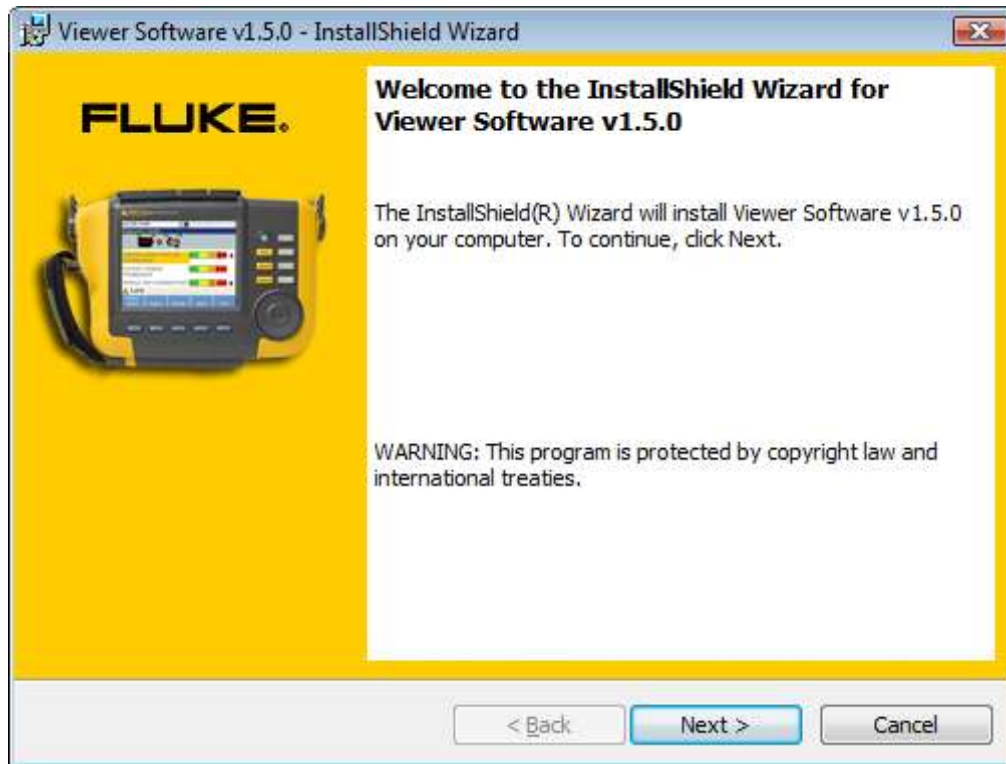 Viewer Software v1.5.0 - InstallShield Wizard
FLUKE.
Welcome to the InstallShield Wizard for
Viewer Software v1.5.0
The InstallShield(R) Wizard will install Viewer Software v1.5.0
on your computer. To continue, click Next.
WARNING: This program is protected by copyright law and
international treaties.
< Back
Next >
Cancel